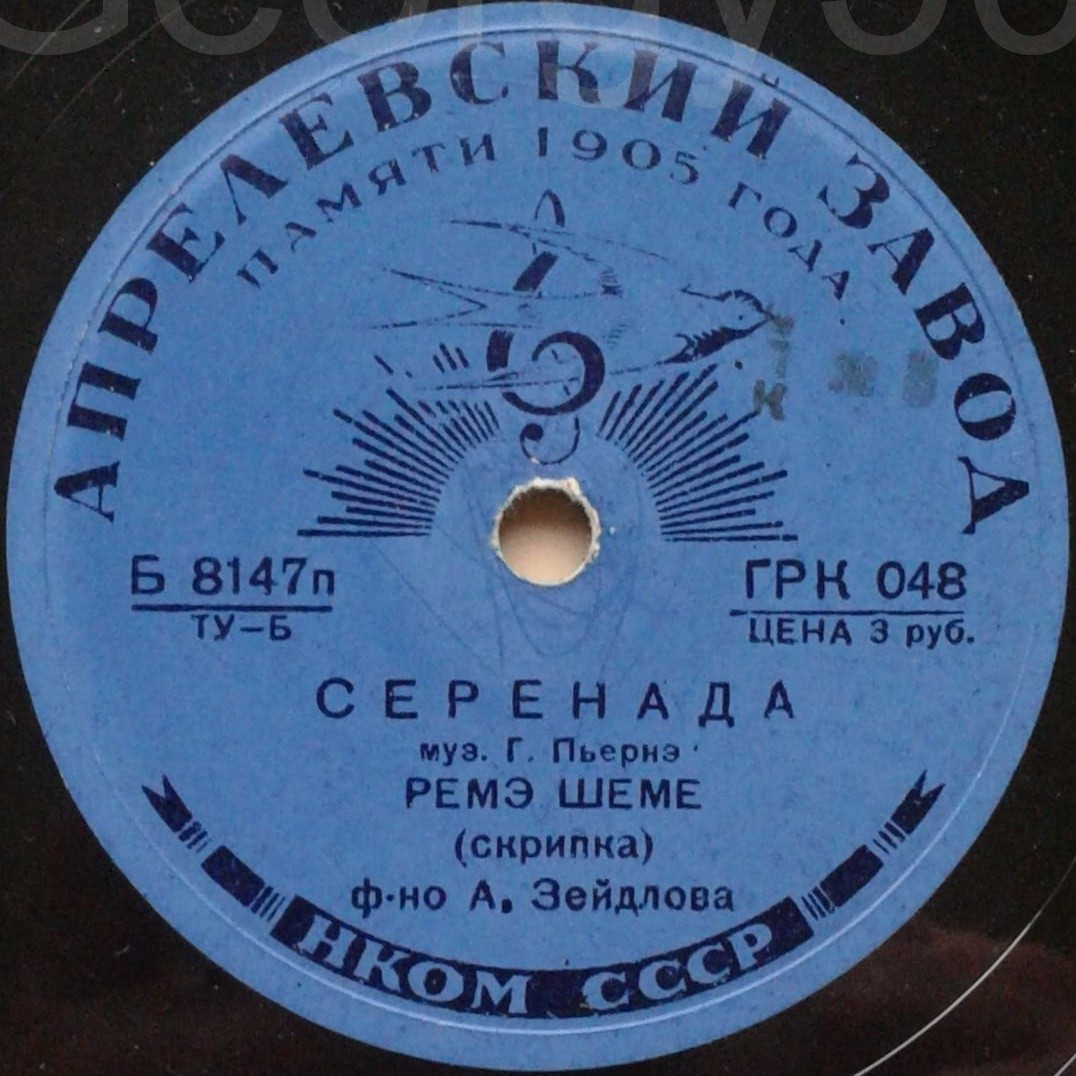 АПРЕЛЕВСКИЙ ЗАВОД
ПАМЯТИ 1905 ГОДА
Б 8147п
ТУ-Б
ГРК 048
ЦЕНА 3 руб.
СЕРЕНАДА
муз. Г. Пьернэ
РЕМЭ ШЕМЕ
(скрипка)
ф-но А. Зейдлова
НКОМ СССР